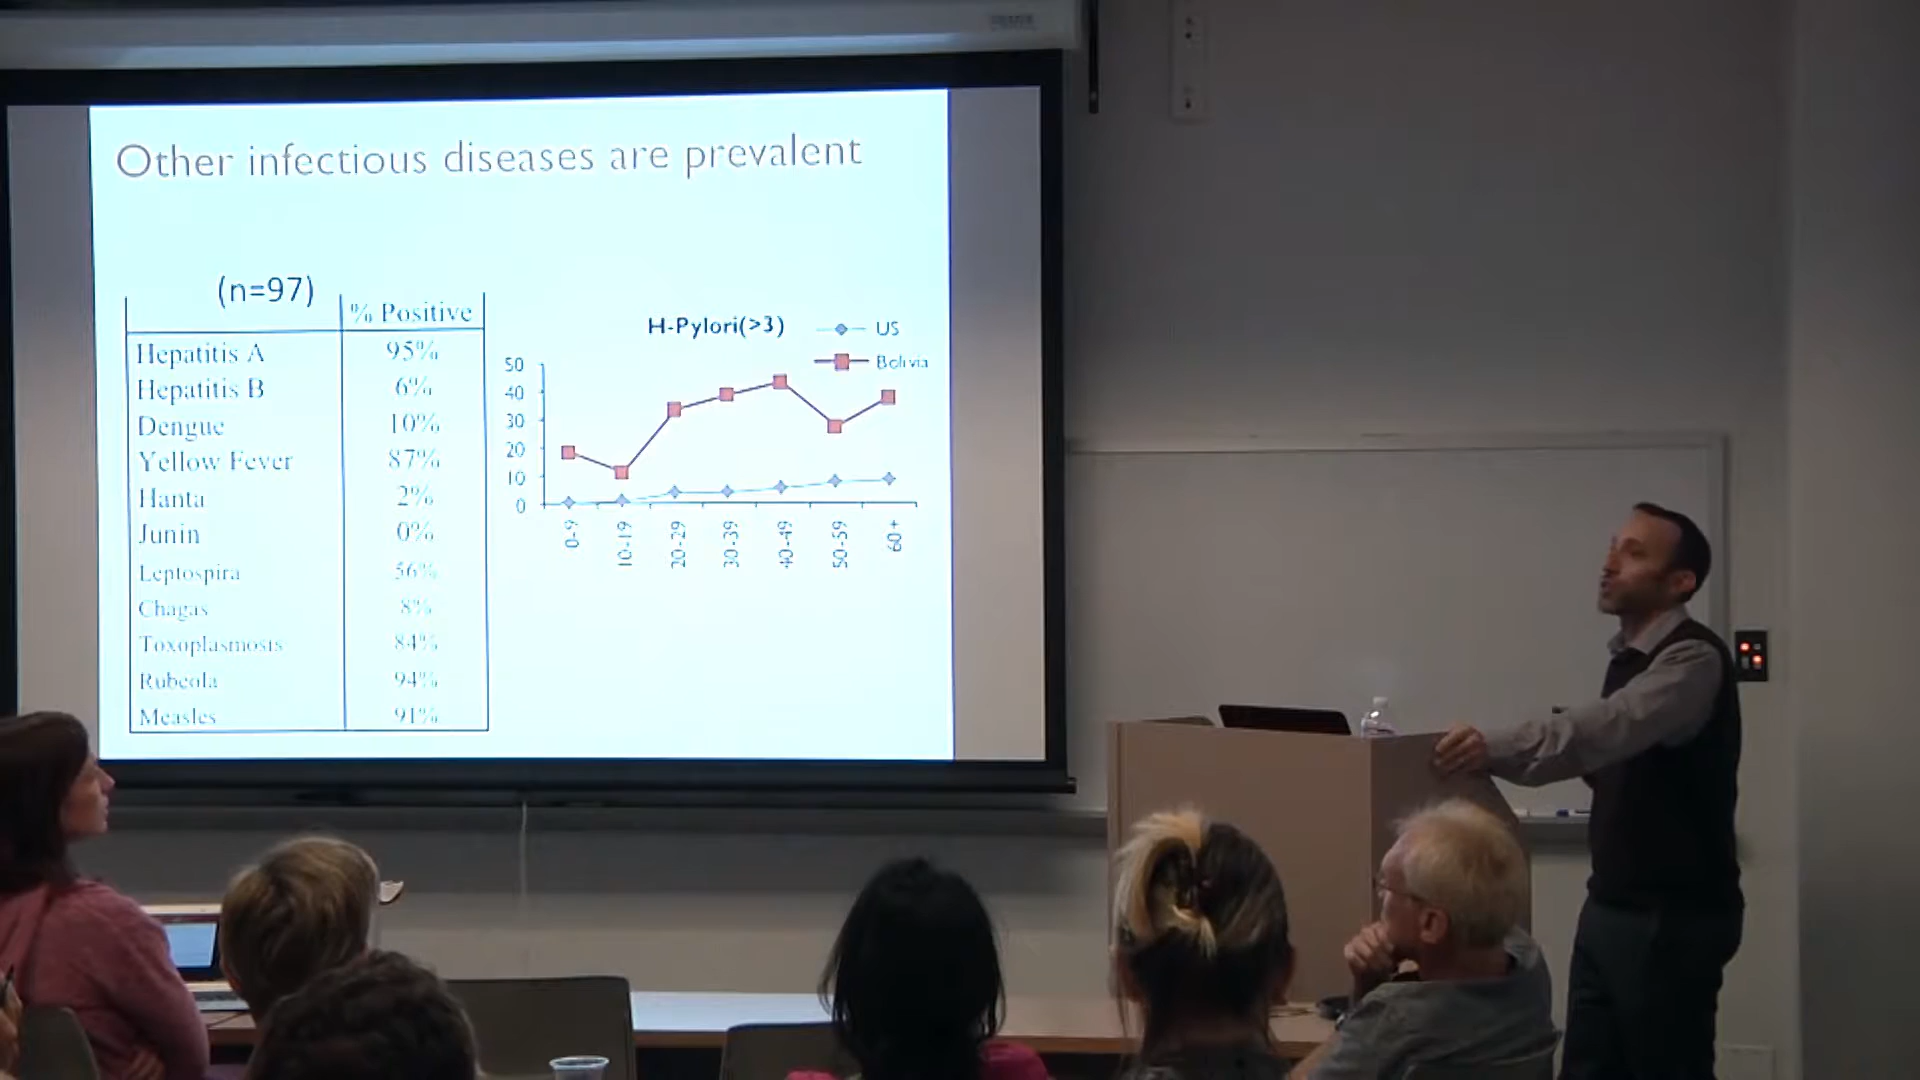 Other infectious diseases are prevalent
(n=97)
% Positive
Hepatitis A 95%
Hepatitis B 6%
Dengue 10%
Yellow Fever 87%
Hanta 2%
Junin 0%
Leptospira 56%
Chagas 8%
Toxoplasmosis 84%
Rubeola 94%
Measles 91%
H-Pylori(>3)
US
Bolivia
50
40
30
20
10
0
0-9 10-19 20-29 30-39 40-49 50-59 60+